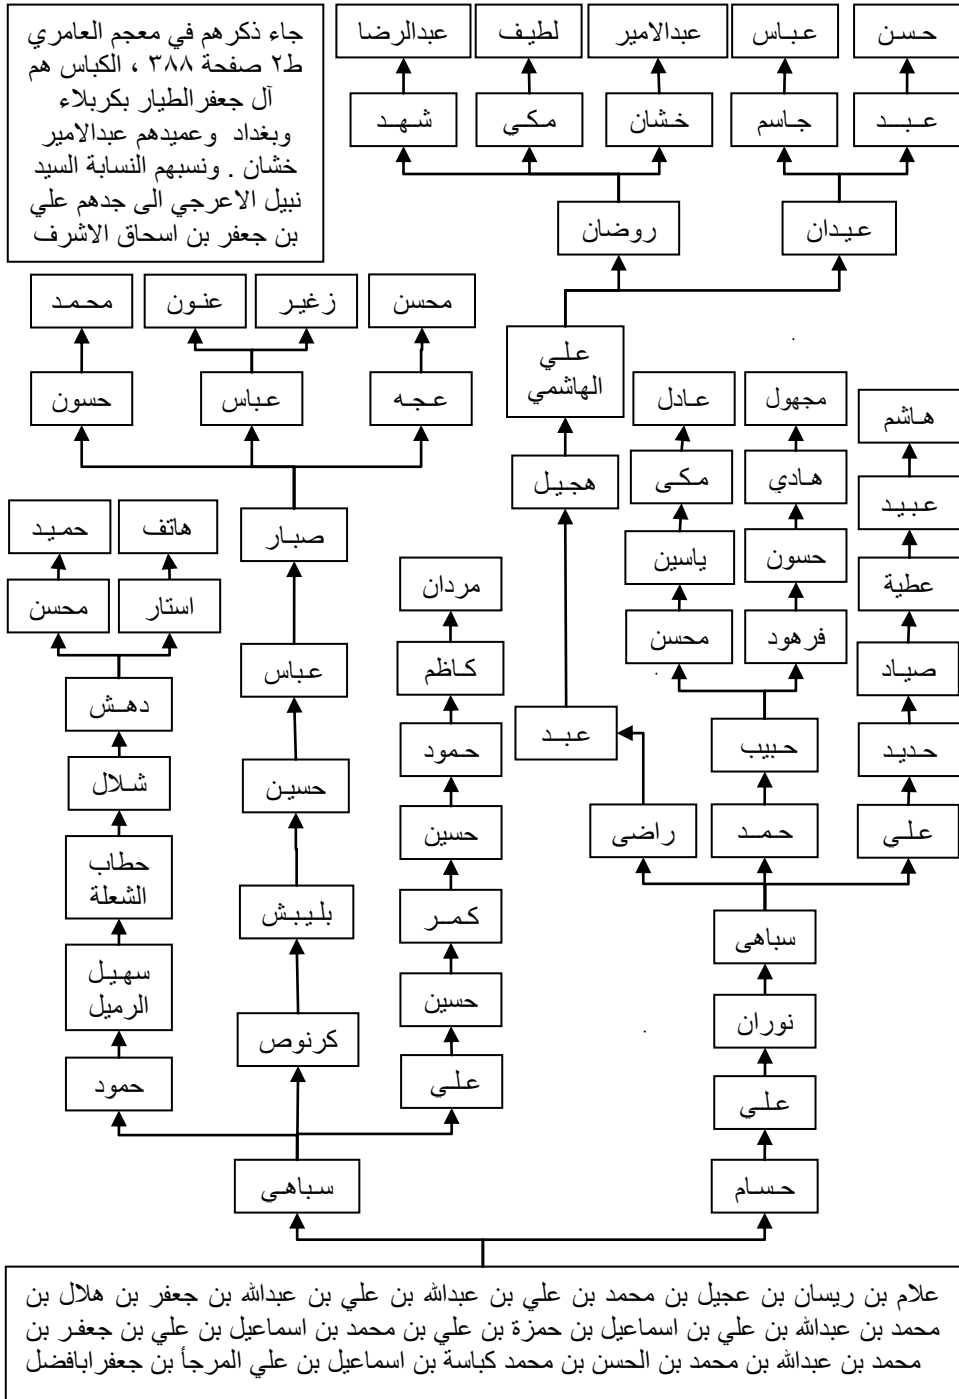 جاء ذكرهم في معجم العامري
ط٢ صفحة ٣٨٨ ، الكباس هم
آل جعفر الطيار بكربلاء
وبغداد وعميدهم عبدالامير
خشان . ونسبهم النسابة السيد
نبيل الاعرجي الى جدهم علي
بن جعفر بن اسحاق الاشرف
حسن
عباس
عبدالامير
لطيف
عبدالرضا
عبد
جاسم
خشان
مكي
شهد
عيدان
روضان
علي
الهاشمي
محسن
زغير
عنون
محمد
عجه
عباس
حسون
هاشم
مجهول
عادل
عبيد
هادي
مكى
هجيل
عطية
حسون
ياسين
صبار
هاتف
حميد
صياد
فرهود
محسن
مردان
استار
محسن
حديد
حبيب
عبد
كاظم
عباس
دهش
علي
حمد
راضى
حمود
حسين
شلال
سباهى
حسين
بليبش
حطاب
الشعلة
نوران
كمر
كرنوص
سهيل
الرميل
علي
حسين
علي
حمود
حسام
سباهي
علام بن ريسان بن عجيل بن محمد بن علي بن عبدالله بن علي بن عبدالله بن جعفر بن هلال بن
محمد بن عبدالله بن علي بن اسماعيل بن حمزة بن علي بن محمد بن اسماعيل بن علي بن جعفر بن
محمد بن عبدالله بن محمد بن الحسن بن محمد كباسة بن اسماعيل بن علي المرجأ بن جعفر ابافضل